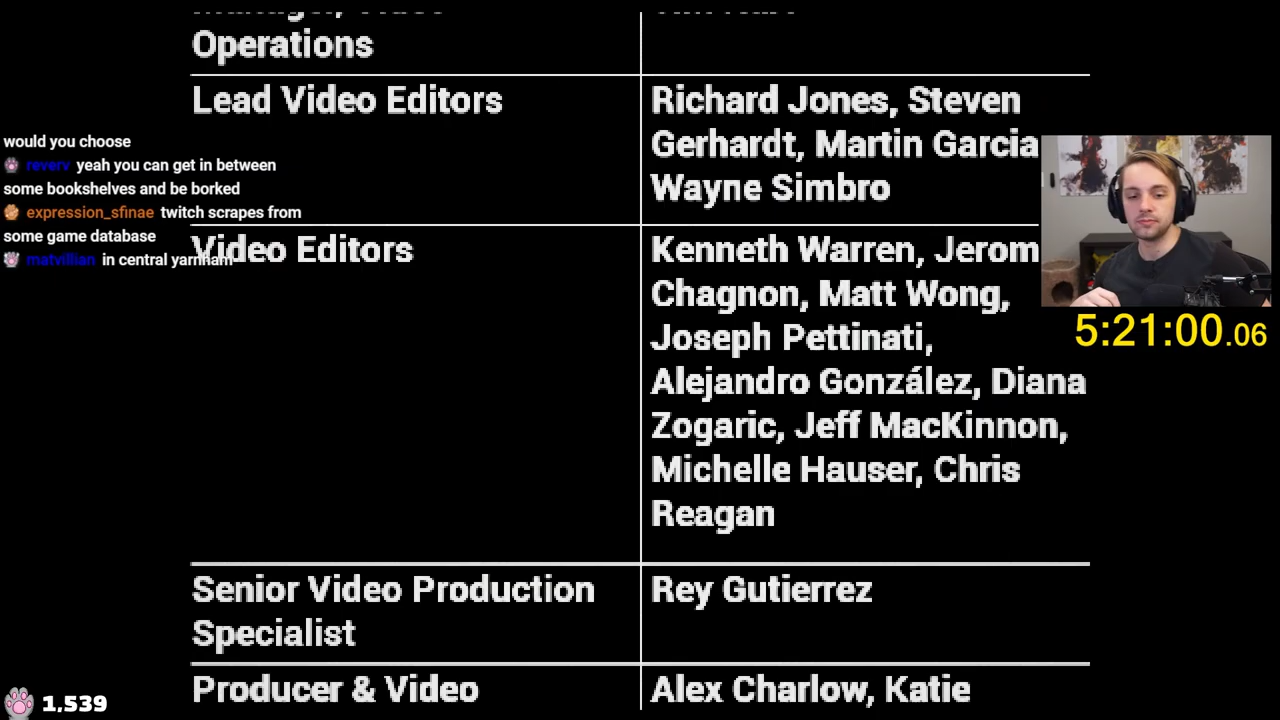 Operations
Lead Video Editors
Richard Jones, Steven
Gerhardt, Martin Garcia
Wayne Simbro
would you choose
reverv yeah you can get in between
some bookshelves and be borked
expression_sfinae twitch scrapes from
some game database
matvillian in central yarnham
Video Editors
Kenneth Warren, Jerom
Chagnon, Matt Wong,
Joseph Pettinati,
Alejandro González, Diana
Zogaric, Jeff MacKinnon,
Michelle Hauser, Chris
Reagan
5:21:00.06
Senior Video Production
Specialist
Rey Gutierrez
Producer & Video
Alex Charlow, Katie
1,539